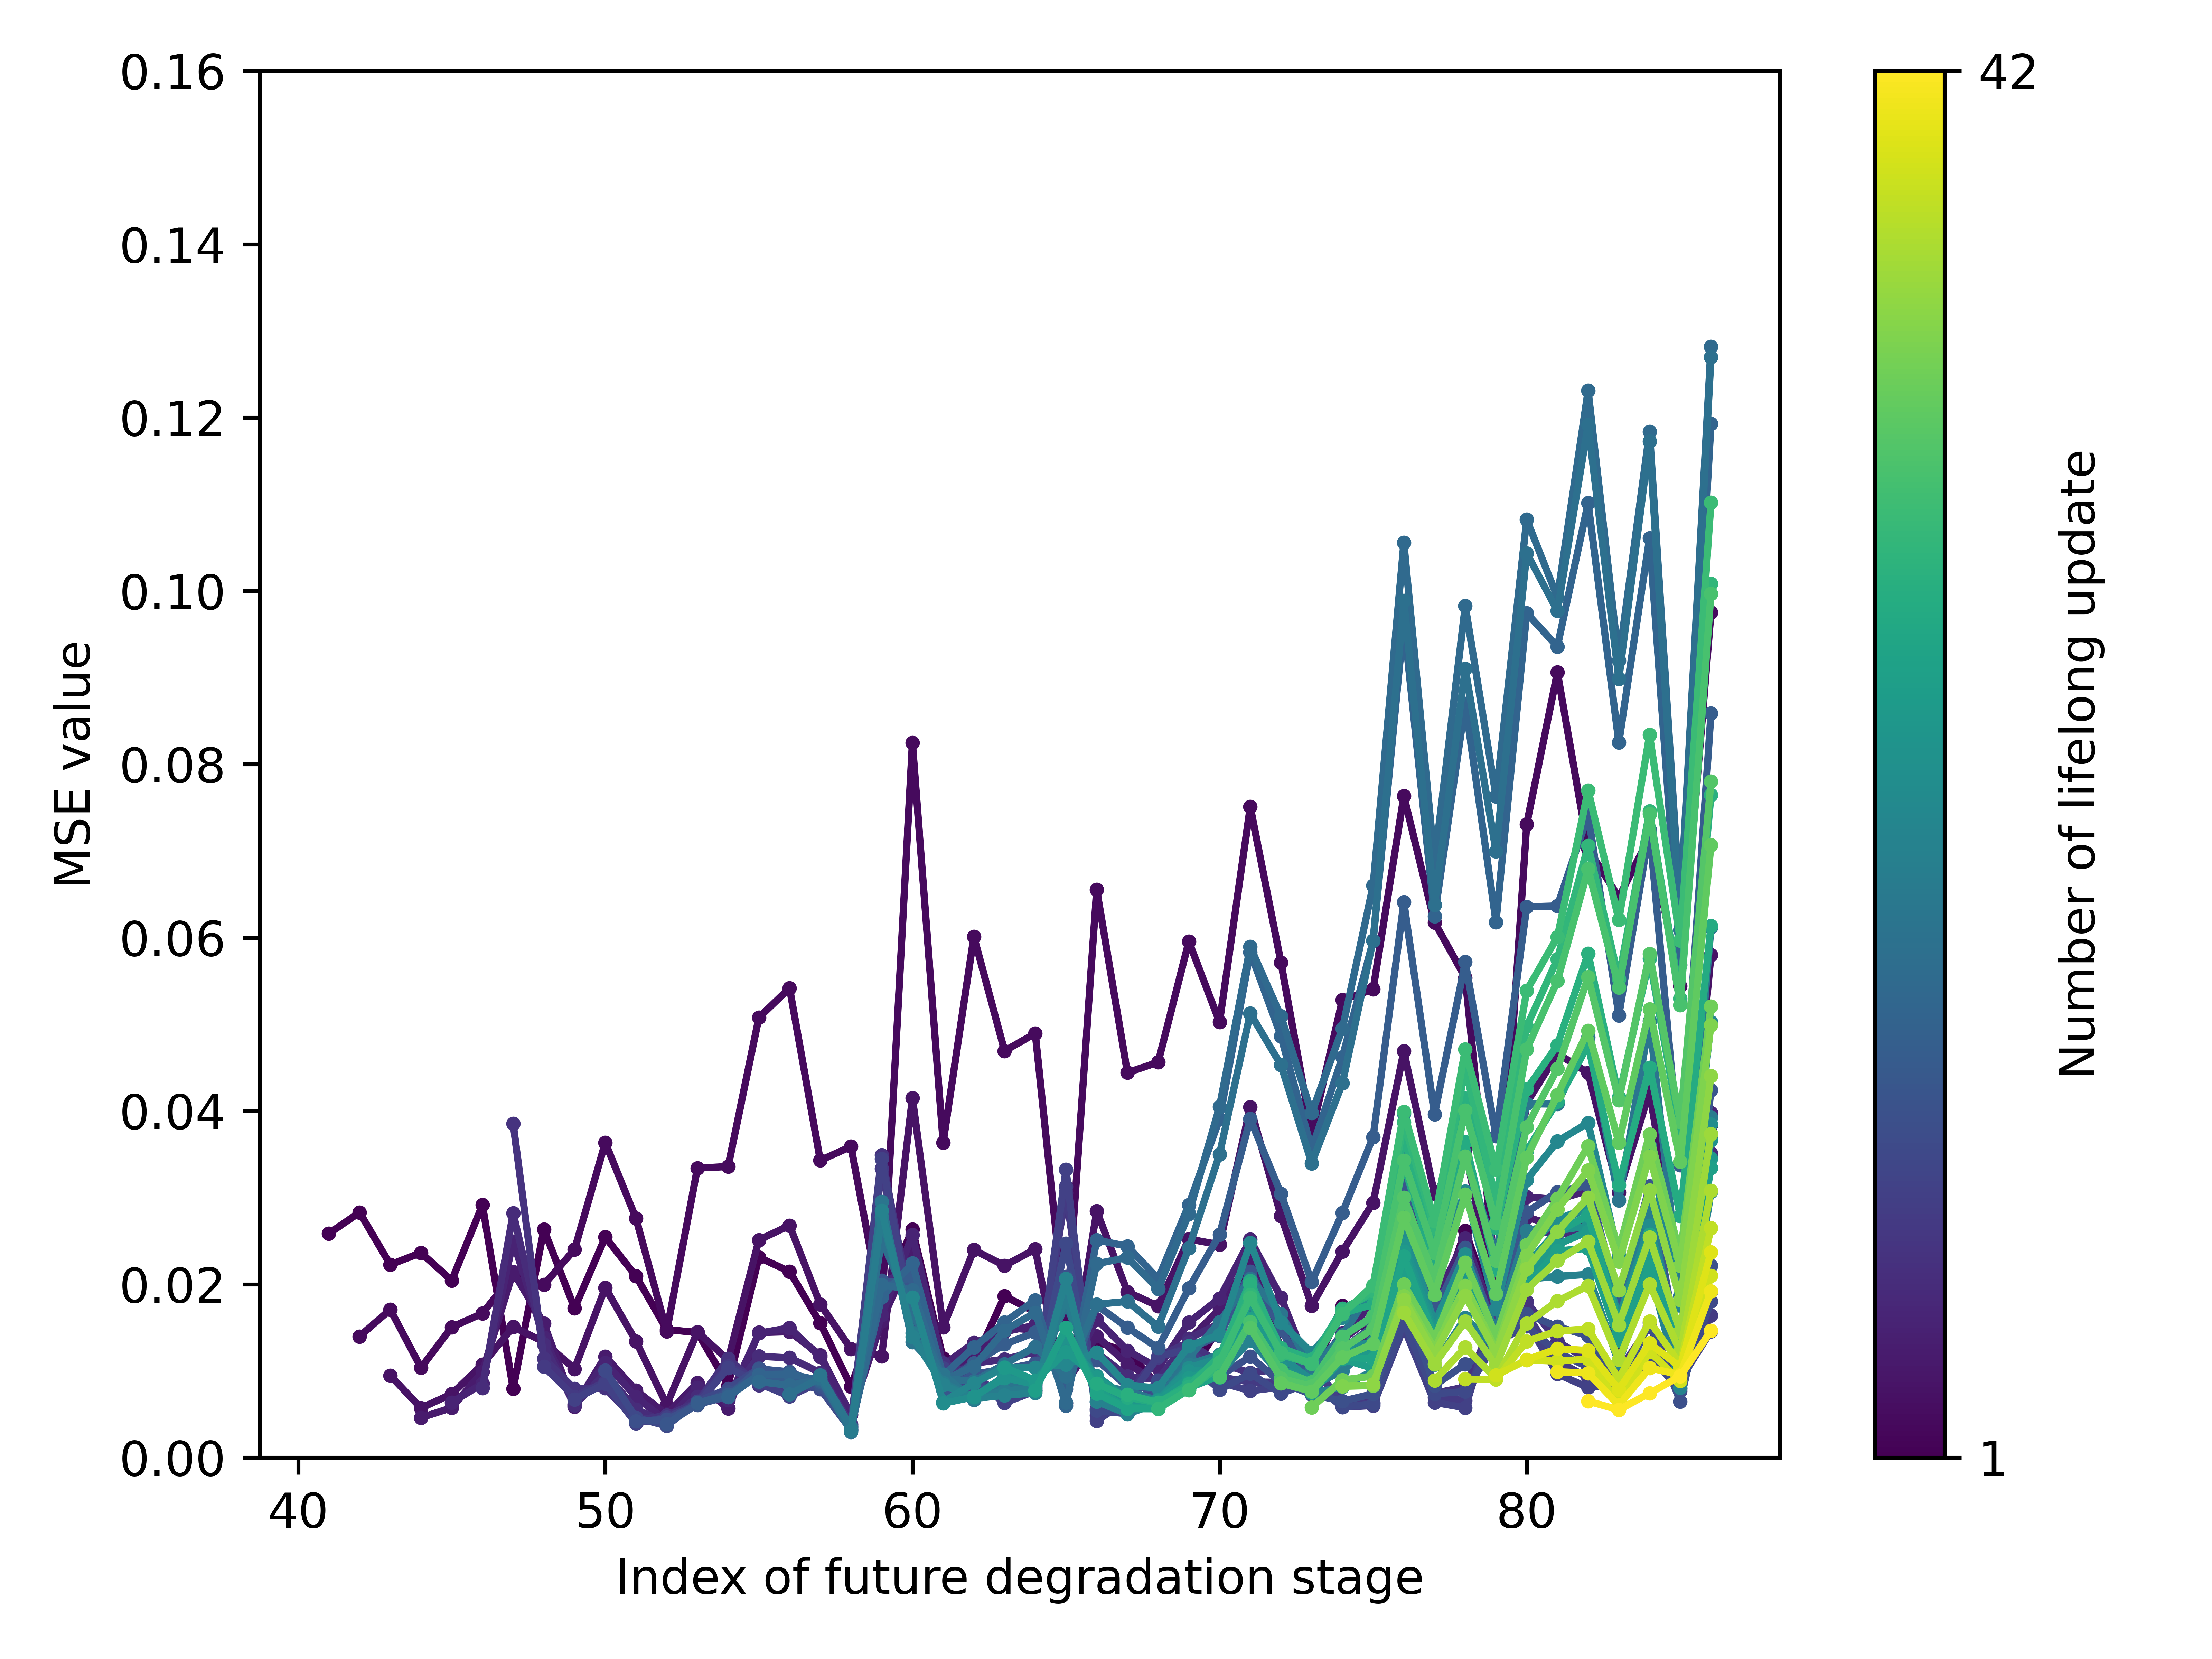 0.16
0.14
0.12
0.10
0.08
0.06
0.04
0.02
0.00
MSE value
40 50 60 70 80
Index of future degradation stage
42
1
Number of lifelong update